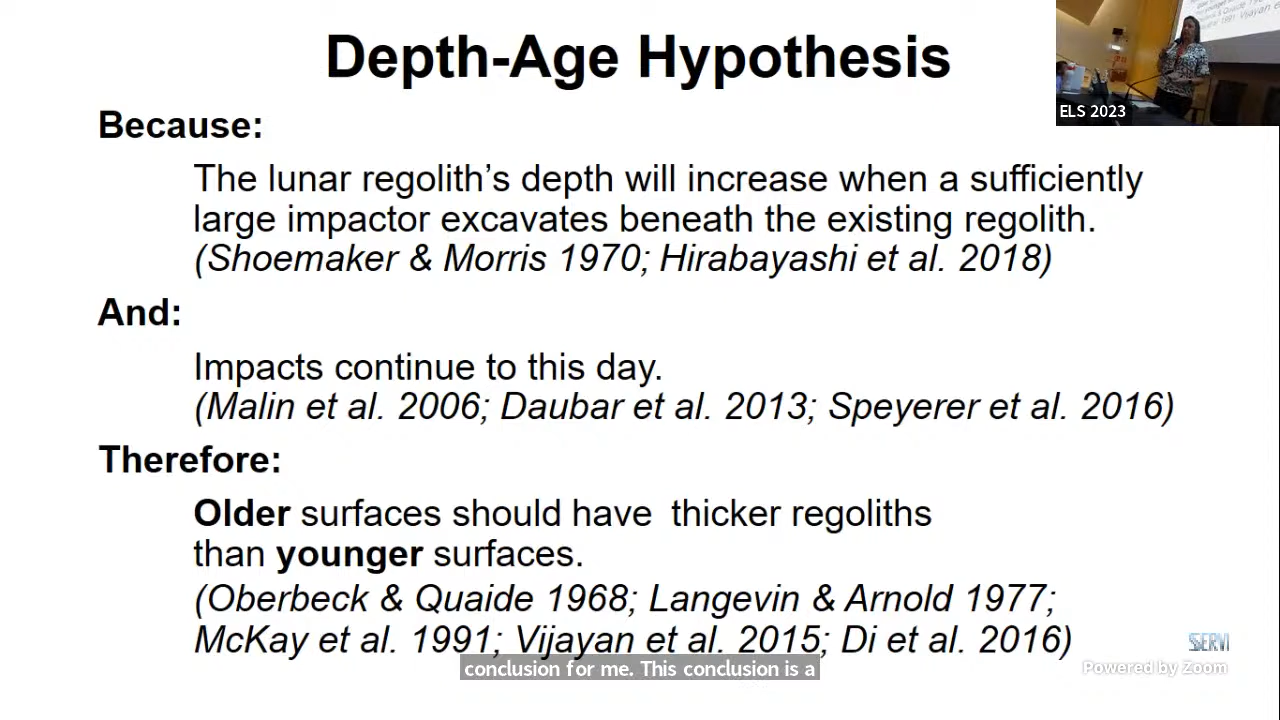 Depth-Age Hypothesis
Because:
The lunar regolith's depth will increase when a sufficiently
large impactor excavates beneath the existing regolith.
(Shoemaker & Morris 1970; Hirabayashi et al. 2018)
And:
Impacts continue to this day.
(Malin et al. 2006; Daubar et al. 2013; Speyerer et al. 2016)
Therefore:
Older surfaces should have thicker regoliths
than younger surfaces.
(Oberbeck & Quaide 1968; Langevin & Arnold 1977;
McKay et al. 1991; Vijayan et al. 2015; Di et al. 2016)
conclusion for me. This conclusion is a
ELS 2023
Powered by Zoom